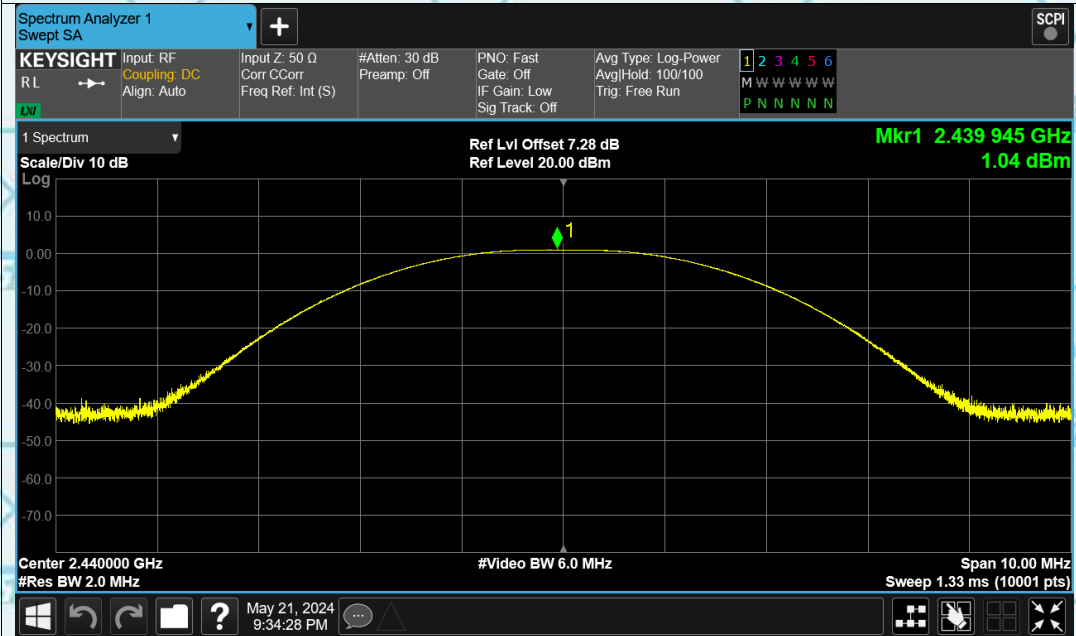 Spectrum Analyzer 1
Swept SA
▼
+
SCPI
KEYSIGHT
R L
LXI
Input: RF
Coupling: DC
Align: Auto
Input Z: 50 Ω
Corr CCorr
Freq Ref: Int (S)
#Atten: 30 dB
Preamp: Off
PNO: Fast
Gate: Off
IF Gain: Low
Sig Track: Off
Avg Type: Log-Power
Avg|Hold: 100/100
Trig: Free Run
1 2 3 4 5 6
M W W W W W
P N N N N N
1 Spectrum ▼
Scale/Div 10 dB
Log
Ref Lvl Offset 7.28 dB
Ref Level 20.00 dBm
Mkr1 2.439 945 GHz
1.04 dBm
1
10.0
0.00
-10.0
-20.0
-30.0
-40.0
-50.0
-60.0
-70.0
Center 2.440000 GHz
#Res BW 2.0 MHz
#Video BW 6.0 MHz
Span 10.00 MHz
Sweep 1.33 ms (10001 pts)
?
May 21, 2024
9:34:28 PM